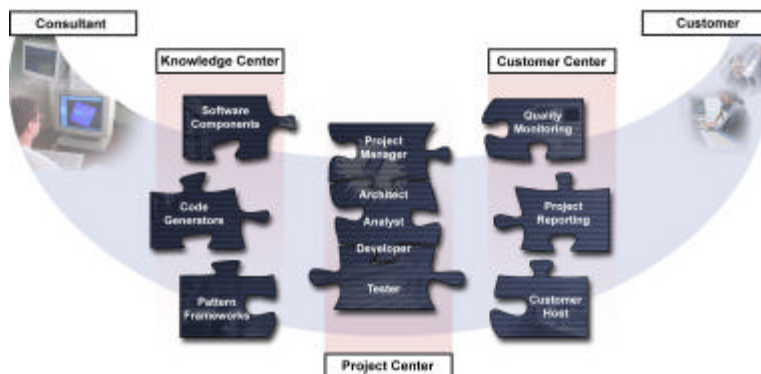 Consultant
Customer
Knowledge Center
Customer Center
Software
Components
Code
Generators
Pattern
Frameworks
Project
Manager
Architect
Analyst
Developer
Tester
Quality
Monitoring
Project
Reporting
Customer
Host
Project Center